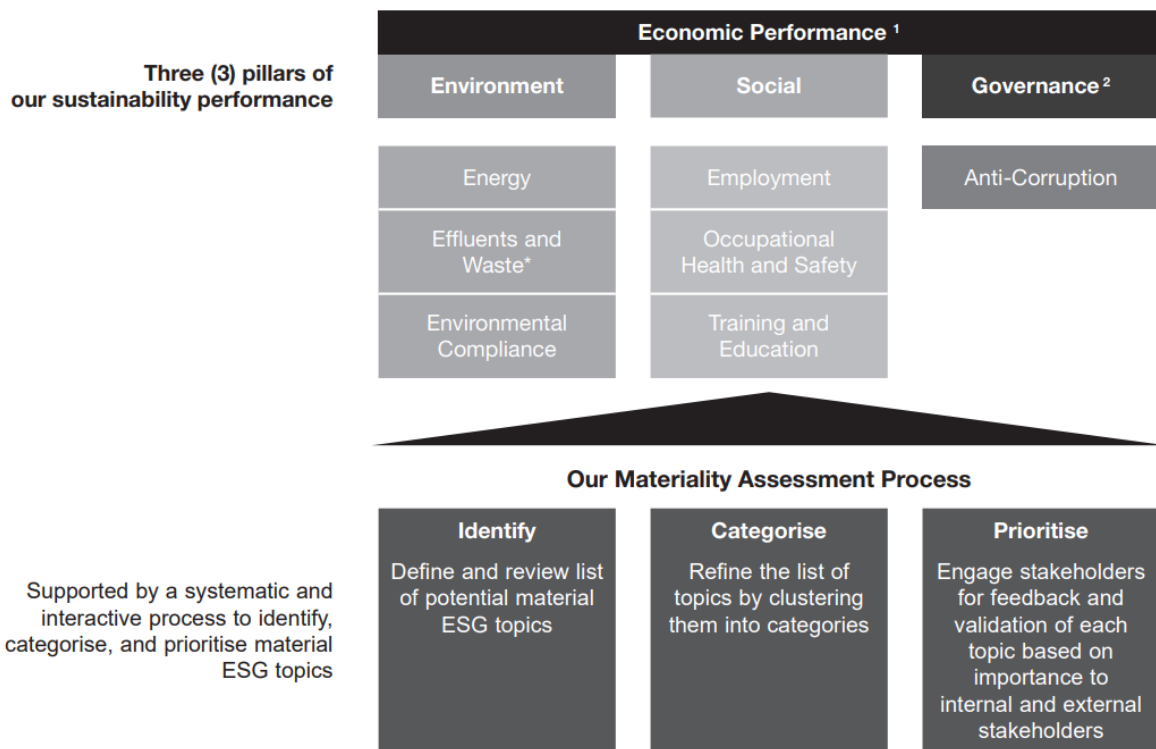 Economic Performance ¹
Three (3) pillars of
our sustainability performance
Environment
Social
Governance ²
Energy
Employment
Anti-Corruption
Effluents and
Waste*
Occupational
Health and Safety
Environmental
Compliance
Training and
Education
Our Materiality Assessment Process
Supported by a systematic and
interactive process to identify,
categorise, and prioritise material
ESG topics
Identify
Define and review list
of potential material
ESG topics
Categorise
Refine the list of
topics by clustering
them into categories
Prioritise
Engage stakeholders
for feedback and
validation of each
topic based on
importance to
internal and external
stakeholders